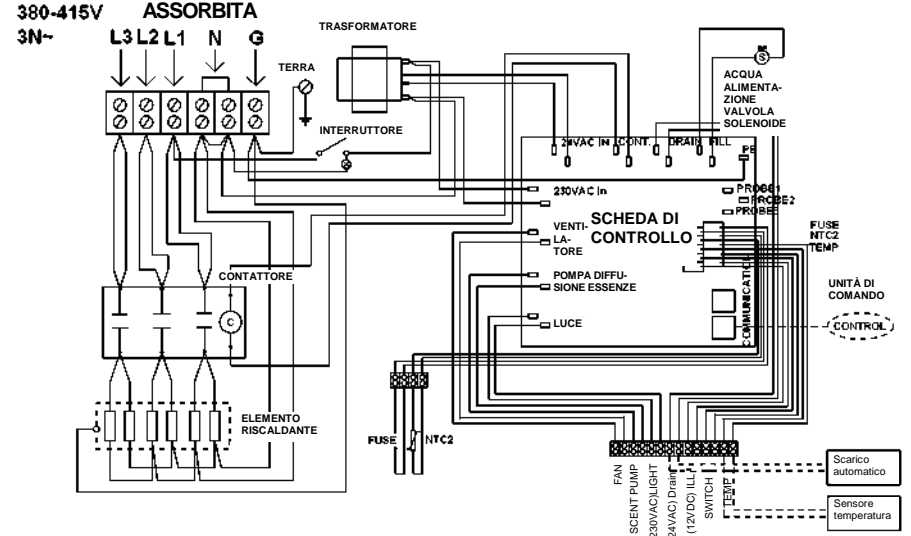 380-415V
3N~
ASSORBITA
L3 L2 L1 N G
TRASFORMATORE
TERRA
INTERRUTTORE
ACQUA
ALIMENTA-
ZIONE
VALVOLA
SOLENOIDE
24VAC In
CONT.
DRAIN
FILL
PE
230VAC In
PROBE1
PROBE2
SCHEDA DI
CONTROLLO
VENTI-
LA-
TORE
FUSE
NTC2
TEMP
CONTATTORE
C
POMPA DIFFU-
SIONE ESSENZE
UNITÀ DI
COMANDO
CONTROL
LUCE
ELEMENTO
RISCALDANTE
FUSE
NTC2
FAN
SCENT PUMP
230VAC)LIGHT
24VAC) Drain
(12VDC) ILL
SWITCH
TEMP
Scarico
automatico
Sensore
temperatura